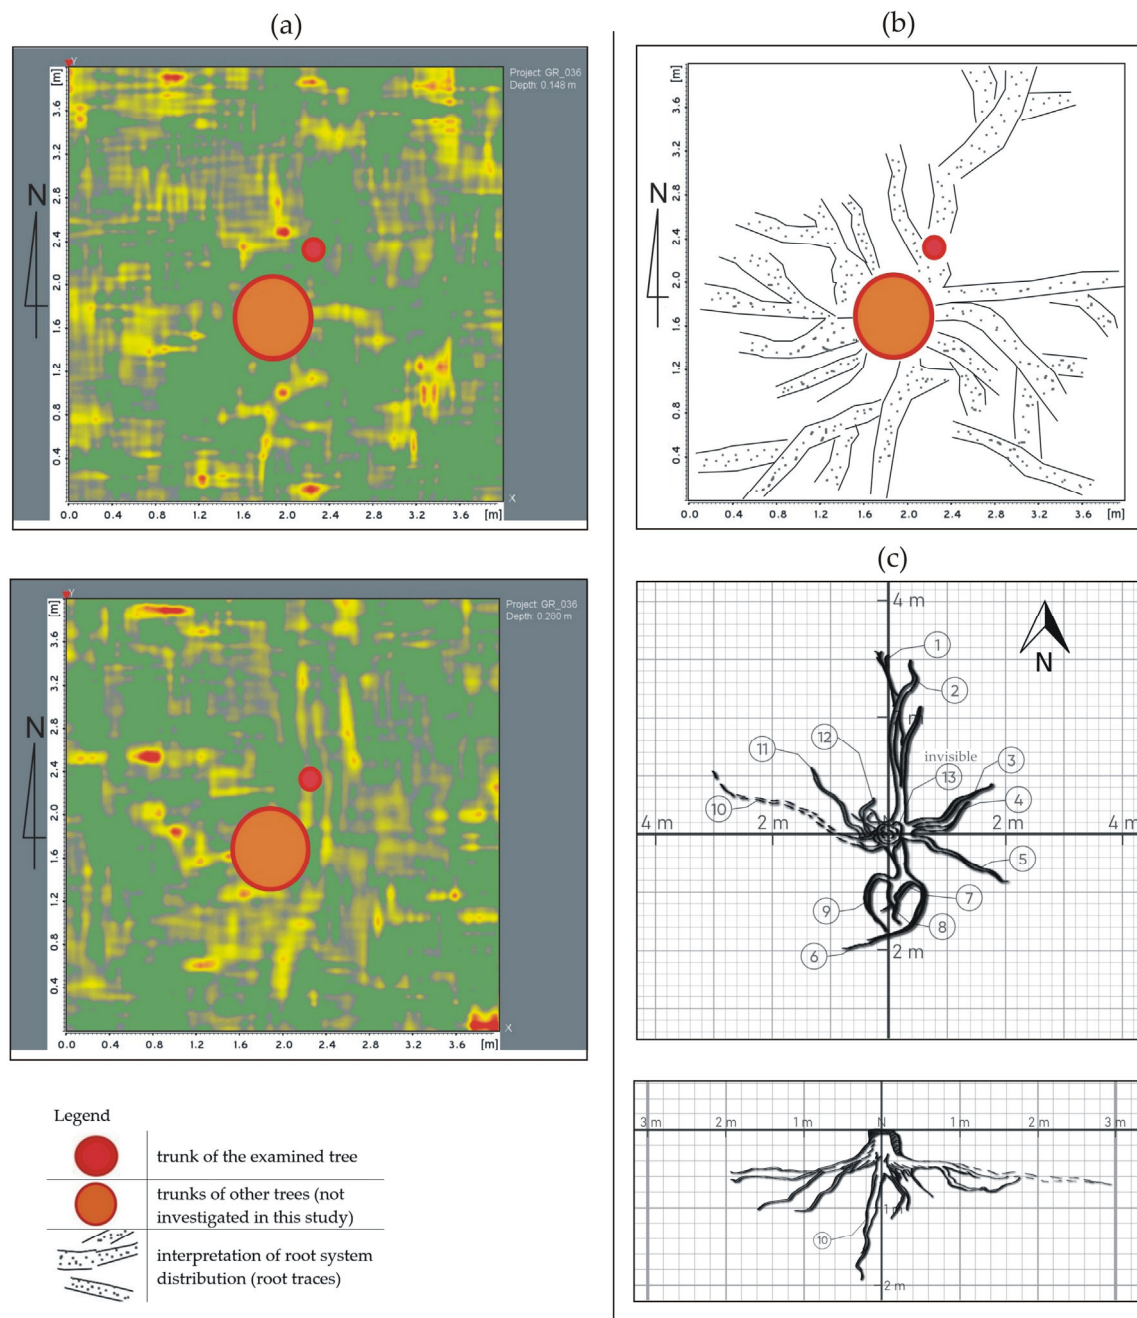 (a)
Y
Project: GR_036
Depth: 0.148 m
[m]
3.6
3.2
2.8
2.4
2.0
1.6
1.2
0.8
0.4
N
X
0.0 0.4 0.8 1.2 1.6 2.0 2.4 2.8 3.2 3.6 [m]
Y
Project: GR_036
Depth: 0.280 m
[m]
3.6
3.2
2.8
2.4
2.0
1.6
1.2
0.8
0.4
N
X
0.0 0.4 0.8 1.2 1.6 2.0 2.4 2.8 3.2 3.6 [m]
Legend
trunk of the examined tree
trunks of other trees (not
investigated in this study)
interpretation of root system
distribution (root traces)
(b)
[m]
3.6
3.2
2.8
2.4
2.0
1.6
1.2
0.8
0.4
N
0.0 0.4 0.8 1.2 1.6 2.0 2.4 2.8 3.2 3.6 [m]
(c)
4 m
N
1
2
m
12
11
invisible
13
3
10
4
4 m 2 m 2 m 4 m
5
7
9
8
6
2 m
3 m 2 m 1 m N 1 m 2 m 3 m
1 m
10
2 m